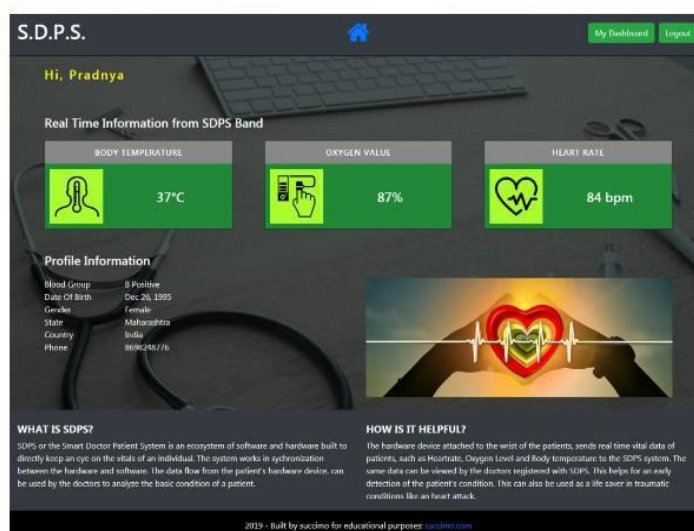 S.D.P.S.
My Dashboard
Logout
Hi, Pradnya
Real Time Information from SDPS Band
BODY TEMPERATURE
OXYGEN VALUE
HEART RATE
37°C
87%
84 bpm
Profile Information
Blood Group B Positive
Date Of Birth Dec 26, 1995
Gender Female
State Maharashtra
Country India
Phone 8698248776
WHAT IS SDPS?
SDPS or the Smart Doctor Patient System is an ecosystem of software and hardware built to
directly keep an eye on the vitals of an individual. The system works in sychronization
between the hardware and software. The data flow from the patient's hardware device, can
be used by the doctors to analyze the basic condition of a patient.
HOW IS IT HELPFUL?
The hardware device attached to the wrist of the patients, sends real time vital data of
patients, such as Heartrate, Oxygen Level and Body temperature to the SDPS system. The
same data can be viewed by the doctors registered with SDPS. This helps for an early
detection of the patient's condition. This can also be used as a life saver in traumatic
conditions like an heart attack.
2019 - Built by succimo for educational purposes succimo.com